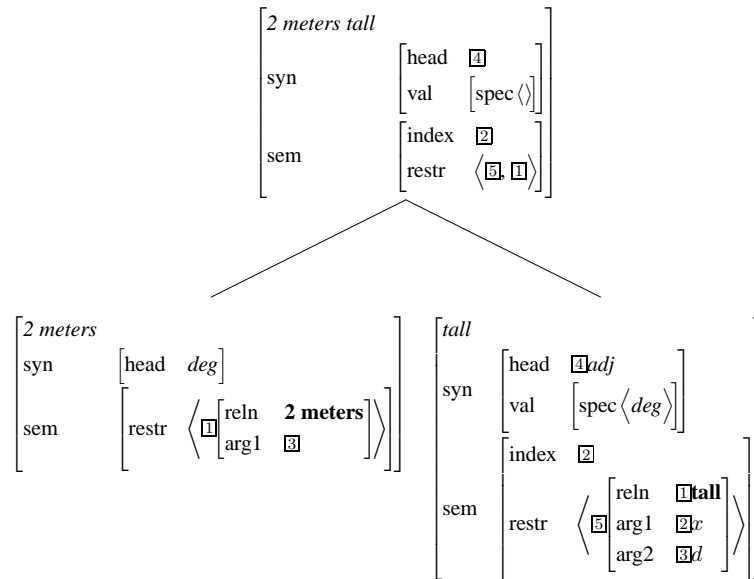 2 meters tall
syn head 4
val spec ⟨⟩
sem index 2
restr ⟨5, 1⟩
2 meters
syn head deg
sem restr ⟨1 reln 2 meters
arg1 3⟩
tall
syn head 4 adj
val spec ⟨deg⟩
sem index 2
restr ⟨5 reln 1 tall
arg1 2 x
arg2 3 d⟩